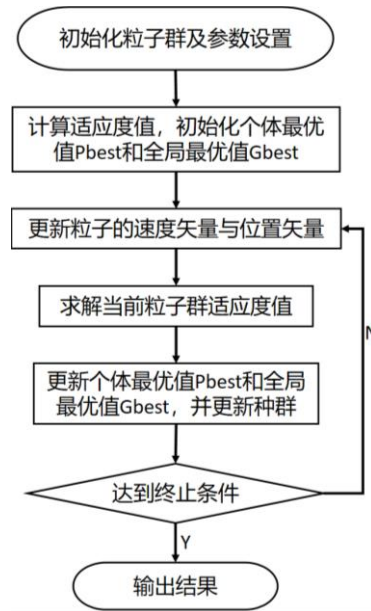 初始化粒子群及参数设置
计算适应度值，初始化个体最优
值Pbest和全局最优值Gbest
更新粒子的速度矢量与位置矢量
求解当前粒子群适应度值
N
更新个体最优值Pbest和全局
最优值Gbest，并更新种群
达到终止条件
Y
输出结果